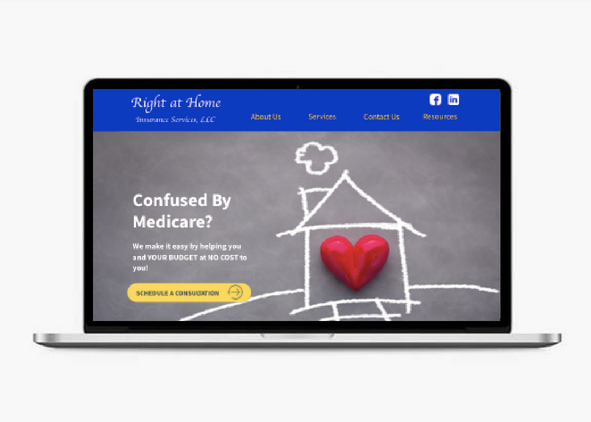 Right at Home
Insurance Services, LLC
About Us
Services
Contact Us
Resources
Confused By
Medicare?
We make it easy by helping you
and YOUR BUDGET at NO COST to
you!
SCHEDULE A CONSULTATION